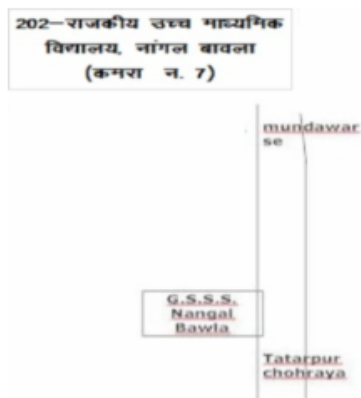 202-राजकीय उच्च माध्यमिक
विद्यालय, नांगल बावला
(कमरा न. 7)
mundawar
se
G.S.S.S.
Nangal
Bawla
Tatarpur
chohraya